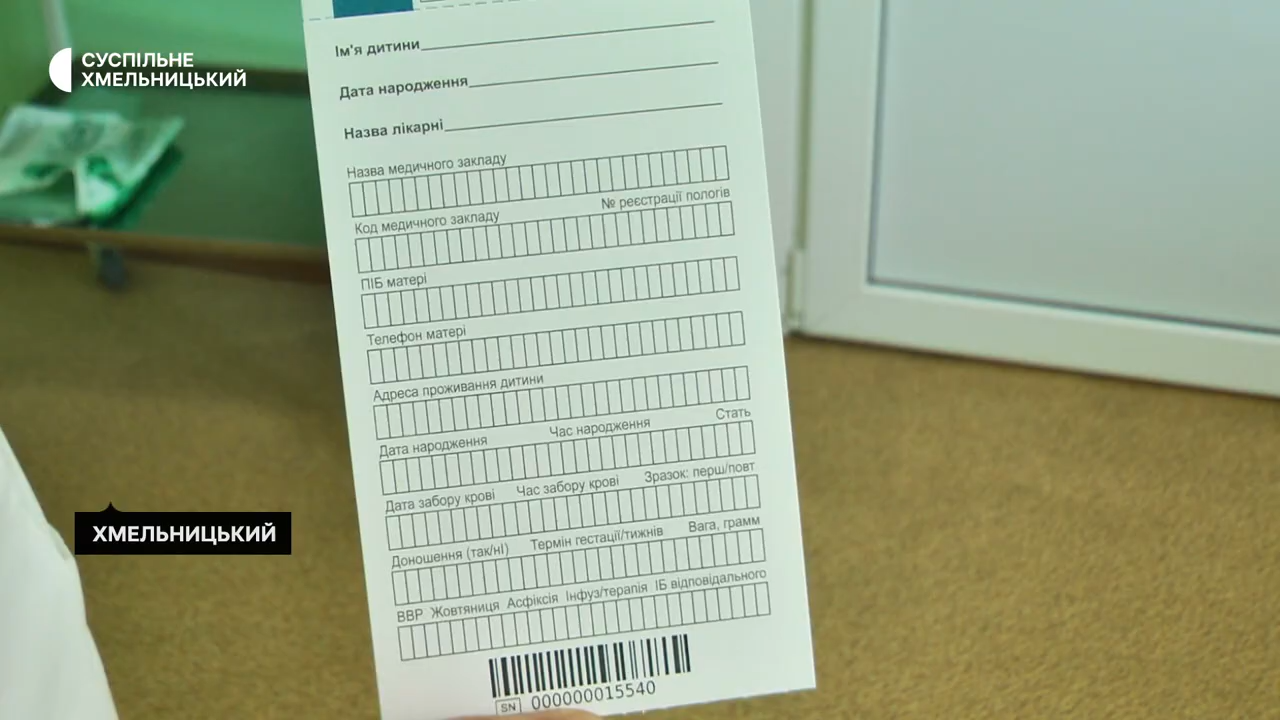 СУСПІЛЬНЕ
ХМЕЛЬНИЦЬКИЙ
Ім'я дитини
Дата народження
Назва лікарні
Назва медичного закладу
Код медичного закладу № реєстрації пологів
ПІБ матері
Телефон матері
Адреса проживання дитини
Дата народження Час народження Стать
Дата забору крові Час забору крові Зразок: перш/повт
Доношення (так/ні) Термін гестації/тижнів Вага, грамм
ВВР Жовтяниця Асфіксія Інфуз/терапія ІБ відповідального
SN 000000015540
ХМЕЛЬНИЦЬКИЙ